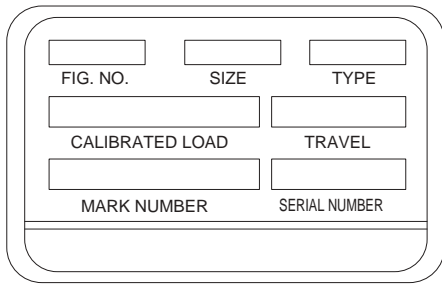 FIG. NO. SIZE TYPE
CALIBRATED LOAD TRAVEL
MARK NUMBER SERIAL NUMBER